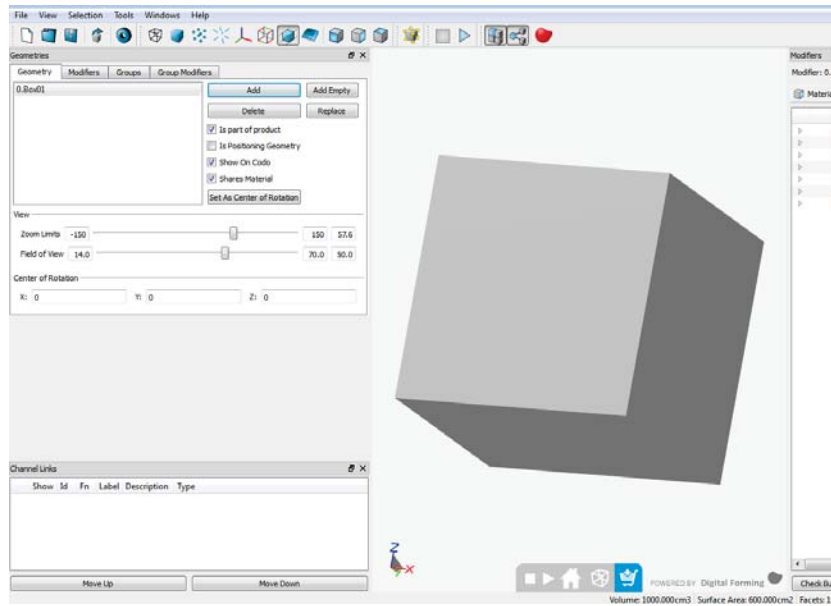 File View Selection Tools Windows Help
Geometries
Geometry Modifiers Groups Group Modifiers
0.Box01
Add Add Empty
Delete Replace
Is part of product
Is Positioning Geometry
Show On Codo
Shares Material
Set As Center of Rotation
View
Zoom Limits -150 150 57.6
Field of View 14.0 70.0 50.0
Center of Rotation
X: 0 Y: 0 Z: 0
Channel Links
Show Id Fn Label Description Type
Move Up Move Down
Modifiers
Modifier: 0.
Materia
Z
X
POWERED BY Digital Forming
Check Bu
Volume: 1000.000cm3 Surface Area: 600.000cm2 Facets: 1